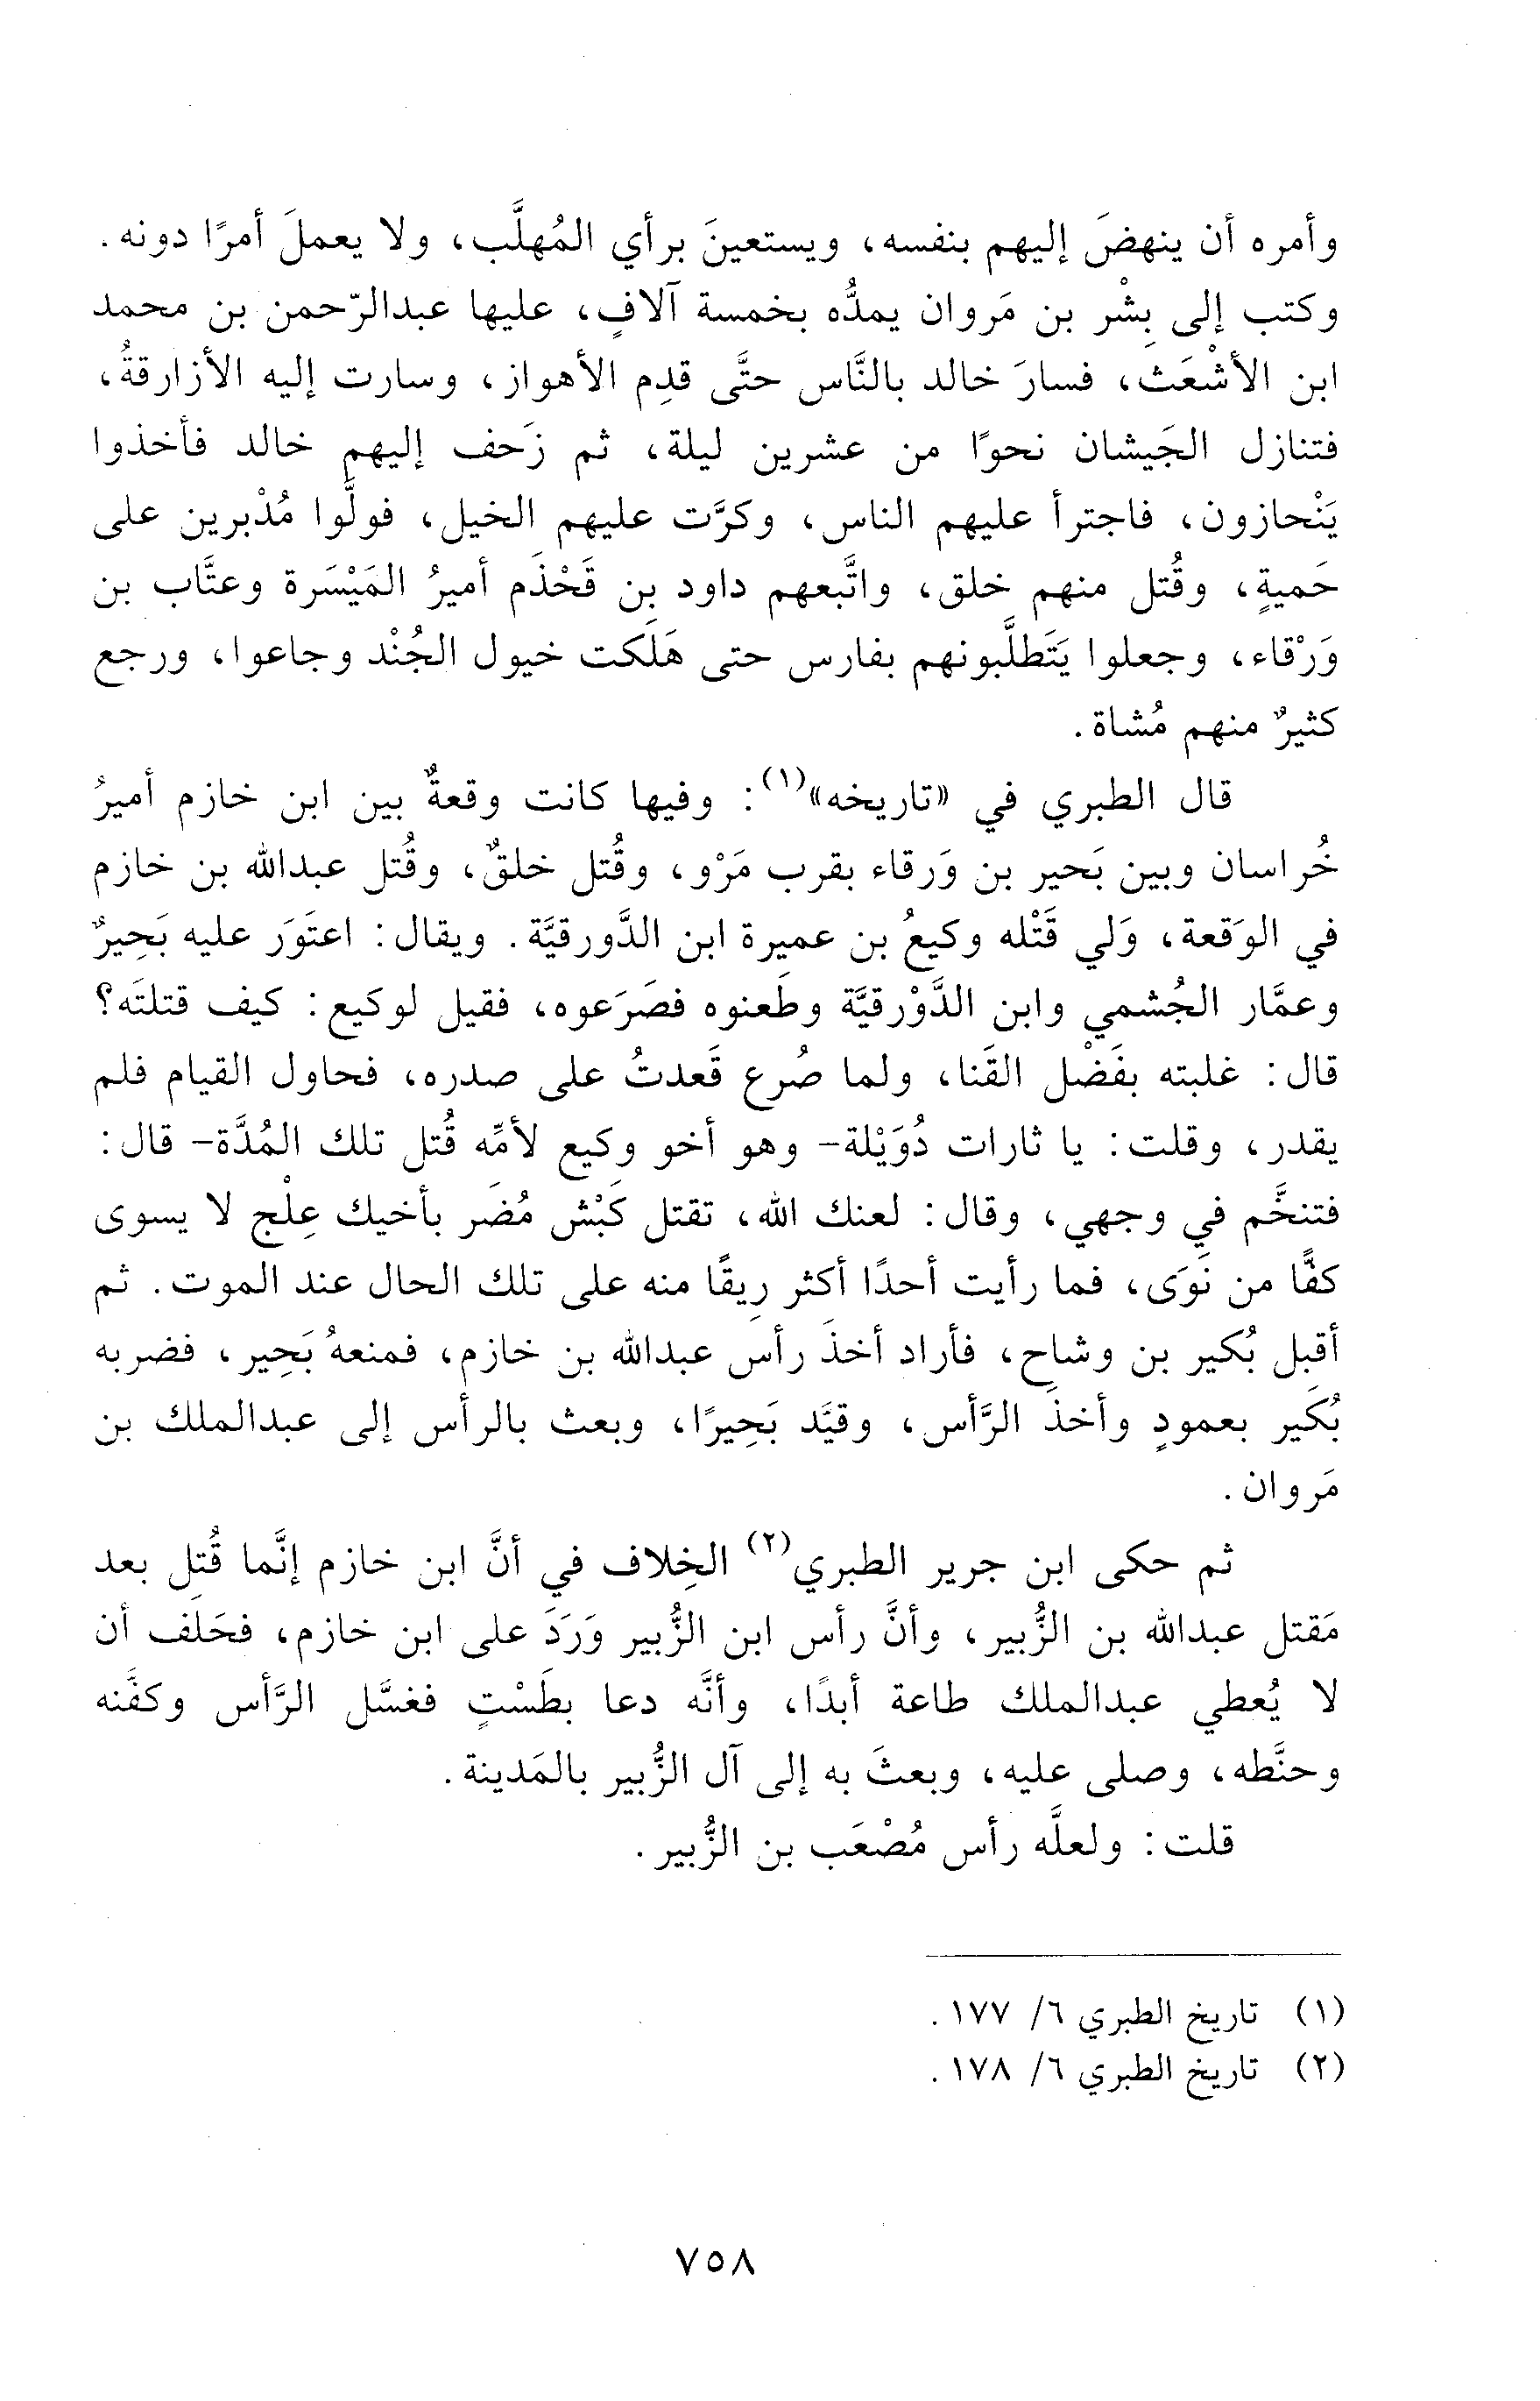 وأمره أن ينهضَ إليهم بنفسه، ويستعينَ برأي المُهلَّب، ولا يعملَ أمرًا دونه.
وكتب إلى بِشْر بن مَروان يمدُّه بخمسة آلافٍ، عليها عبدالرّحمن بن محمد
ابن الأشْعَث، فسارَ خالد بالنَّاس حتَّى قدِم الأهواز، وسارت إليه الأزارقةُ،
فتنازل الجَيشان نحوًا من عشرين ليلة، ثم زَحف إليهم خالد فأخذوا
يَنْحازون، فاجترأ عليهم الناس، وكرَّت عليهم الخيل، فولَّوا مُدْبرين على
حَميةٍ، وقُتل منهم خلق، واتَّبعهم داود بن قَحْذَم أميرُ المَيْسَرة وعتَّاب بن
وَرْقاء، وجعلوا يَتَطلَّبونهم بفارس حتى هَلَكت خيول الجُنْد وجاعوا، ورجع
كثيرٌ منهم مُشاة.
قال الطبري في «تاريخه»(١): وفيها كانت وقعةٌ بين ابن خازم أميرُ
خُراسان وبين بَحير بن وَرقاء بقرب مَرْو، وقُتل خلقٌ، وقُتل عبدالله بن خازم
في الوَقعة، وَلي قَتْله وكيعُ بن عميرة ابن الدَّورقيَّة. ويقال: اعتَوَر عليه بَحِيرٌ
وعمَّار الجُشمي وابن الدَّوْرقيَّة وطَعنوه فصَرَعوه، فقيل لوكيع: كيف قتلتَه؟
قال: غلبته بفَضْل القَنا، ولما صُرع قَعدتُ على صدره، فحاول القيام فلم
يقدر، وقلت: يا ثارات دُوَيْلة- وهو أخو وكيع لأمِّه قُتل تلك المُدَّة- قال:
فتنخَّم في وجهي، وقال: لعنك الله، تقتل كَبْش مُضَر بأخيك عِلْج لا يسوى
كفًّا من نَوَى، فما رأيت أحدًا أكثر رِيقًا منه على تلك الحال عند الموت. ثم
أقبل بُكير بن وشاح، فأراد أخذَ رأس عبدالله بن خازم، فمنعهُ بَحِير، فضربه
بُكَير بعمودٍ وأخذَ الرَّأس، وقيَّد بَحِيرًا، وبعث بالرأس إلى عبدالملك بن
مَروان.
ثم حكى ابن جرير الطبري(٢) الخِلاف في أنَّ ابن خازم إنَّما قُتِل بعد
مَقتل عبدالله بن الزُّبير، وأنَّ رأس ابن الزُّبير وَرَدَ على ابن خازم، فحَلَف أن
لا يُعطي عبدالملك طاعة أبدًا، وأنَّه دعا بطَسْتٍ فغسَّل الرَّأس وكفَّنه
وحنَّطه، وصلى عليه، وبعثَ به إلى آل الزُّبير بالمَدينة.
قلت: ولعلَّه رأس مُصْعَب بن الزُّبير.
(١) تاريخ الطبري ٦/ ١٧٧.
(٢) تاريخ الطبري ٦/ ١٧٨.
٧٥٨